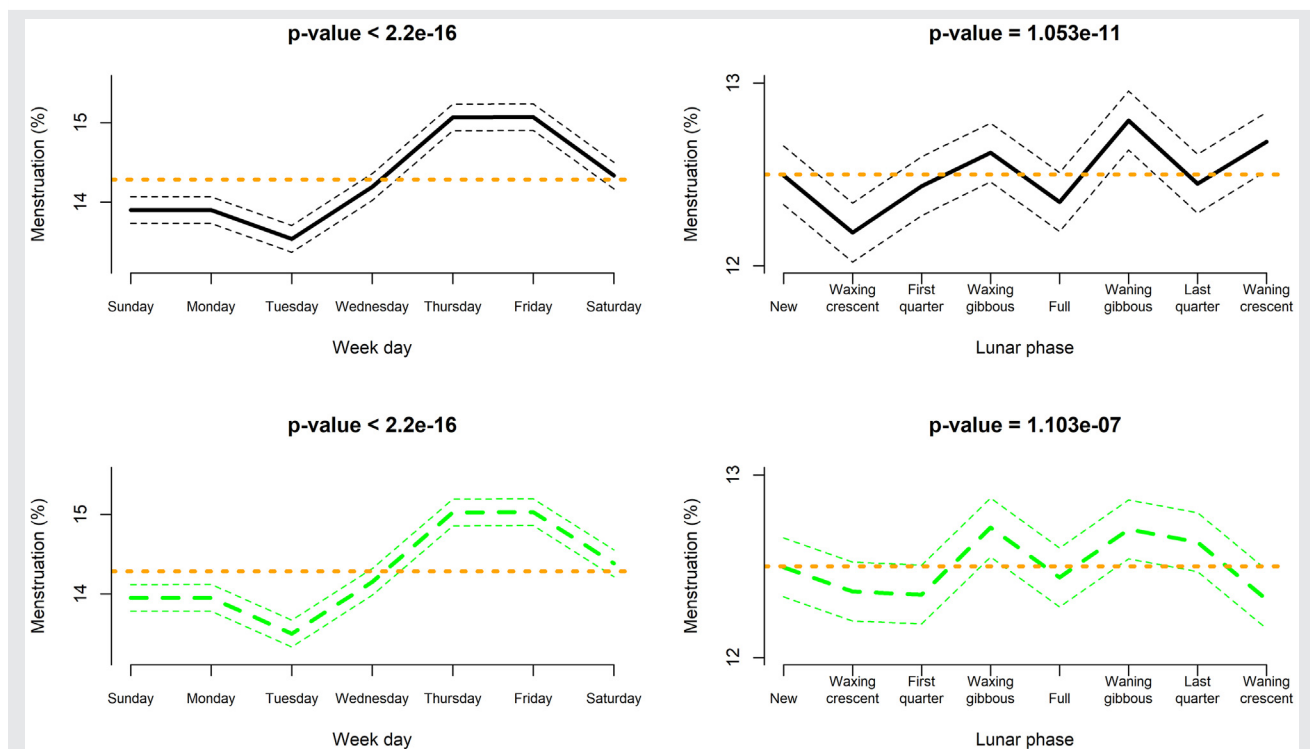 p-value < 2.2e-16
Menstruation (%)
15
14
Sunday Monday Tuesday Wednesday Thursday Friday Saturday
Week day
p-value = 1.053e-11
Menstruation (%)
13
12
New Waxing crescent First quarter Waxing gibbous Full Waning gibbous Last quarter Waning crescent
Lunar phase
p-value < 2.2e-16
Menstruation (%)
15
14
Sunday Monday Tuesday Wednesday Thursday Friday Saturday
Week day
p-value = 1.103e-07
Menstruation (%)
13
12
New Waxing crescent First quarter Waxing gibbous Full Waning gibbous Last quarter Waning crescent
Lunar phase